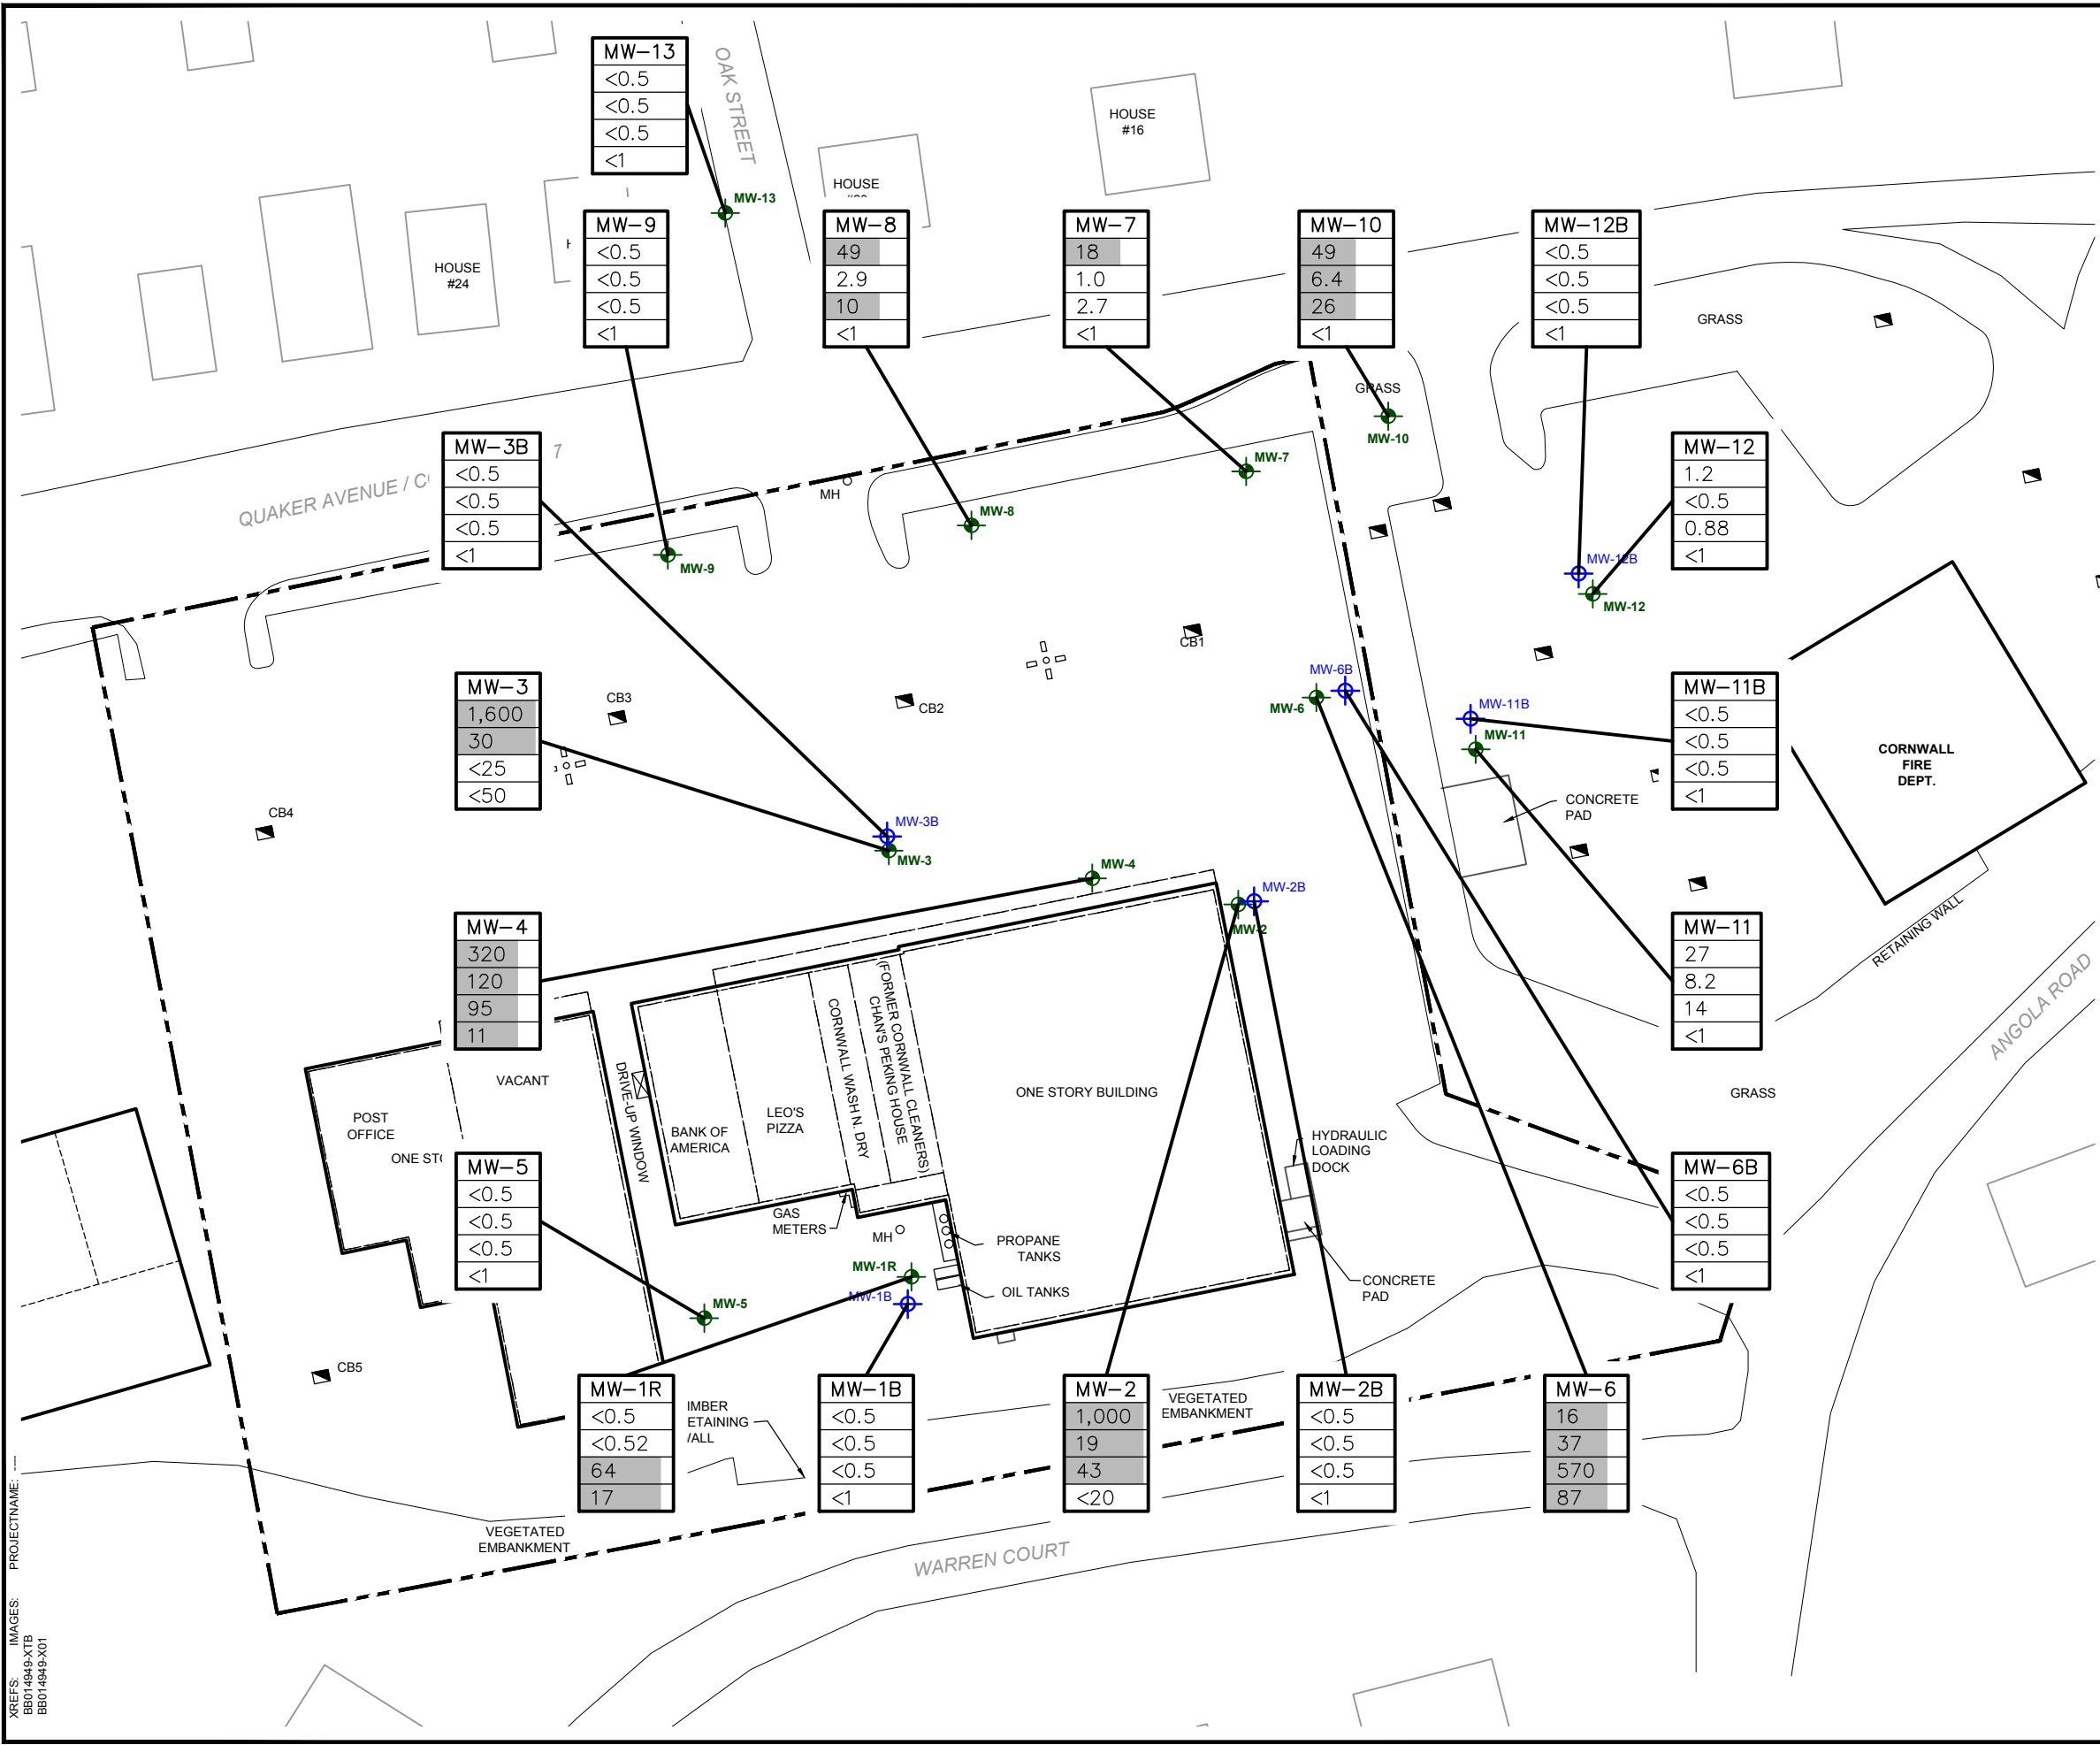 MW-13
<0.5
<0.5
<0.5
<1
OAK STREET
MW-13
HOUSE
#16
HOUSE
HOUSE
#24
MW-9
<0.5
<0.5
<0.5
<1
MW-8
49
2.9
10
<1
MW-7
18
1.0
2.7
<1
MW-10
49
6.4
26
<1
MW-12B
<0.5
<0.5
<0.5
<1
GRASS
GRASS
MW-10
MW-7
MW-8
MH
MW-9
QUAKER AVENUE / C
7
MW-3B
<0.5
<0.5
<0.5
<1
MW-12
1.2
<0.5
0.88
<1
MW-12B
MW-12
CB1
CB2
CB3
CB4
MW-6B
MW-6
MW-11B
MW-11
MW-3
1,600
30
<25
<50
MW-11B
<0.5
<0.5
<0.5
<1
CORNWALL
FIRE
DEPT.
CONCRETE
PAD
MW-3B
MW-3
MW-4
MW-2B
MW-2
MW-4
320
120
95
11
MW-11
27
8.2
14
<1
RETAINING WALL
ANGOLA ROAD
GRASS
VACANT
POST
OFFICE
ONE ST
DRIVE-UP WINDOW
BANK OF
AMERICA
LEO'S
PIZZA
CORNWALL WASH N. DRY
CHAN'S PEKING HOUSE
(FORMER CORNWALL CLEANERS)
ONE STORY BUILDING
HYDRAULIC
LOADING
DOCK
MW-5
<0.5
<0.5
<0.5
<1
MW-6B
<0.5
<0.5
<0.5
<1
GAS
METERS
MH
PROPANE
TANKS
OIL TANKS
CONCRETE
PAD
MW-1R
MW-1B
MW-5
CB5
MW-1R
<0.5
<0.52
64
17
IMBER
ETAINING
/ALL
MW-1B
<0.5
<0.5
<0.5
<1
MW-2
1,000
19
43
<20
VEGETATED
EMBANKMENT
MW-2B
<0.5
<0.5
<0.5
<1
MW-6
16
37
570
87
VEGETATED
EMBANKMENT
WARREN COURT
XREFS: IMAGES: PROJECTNAME: ----
BB014949-XTB
BB014949-X01